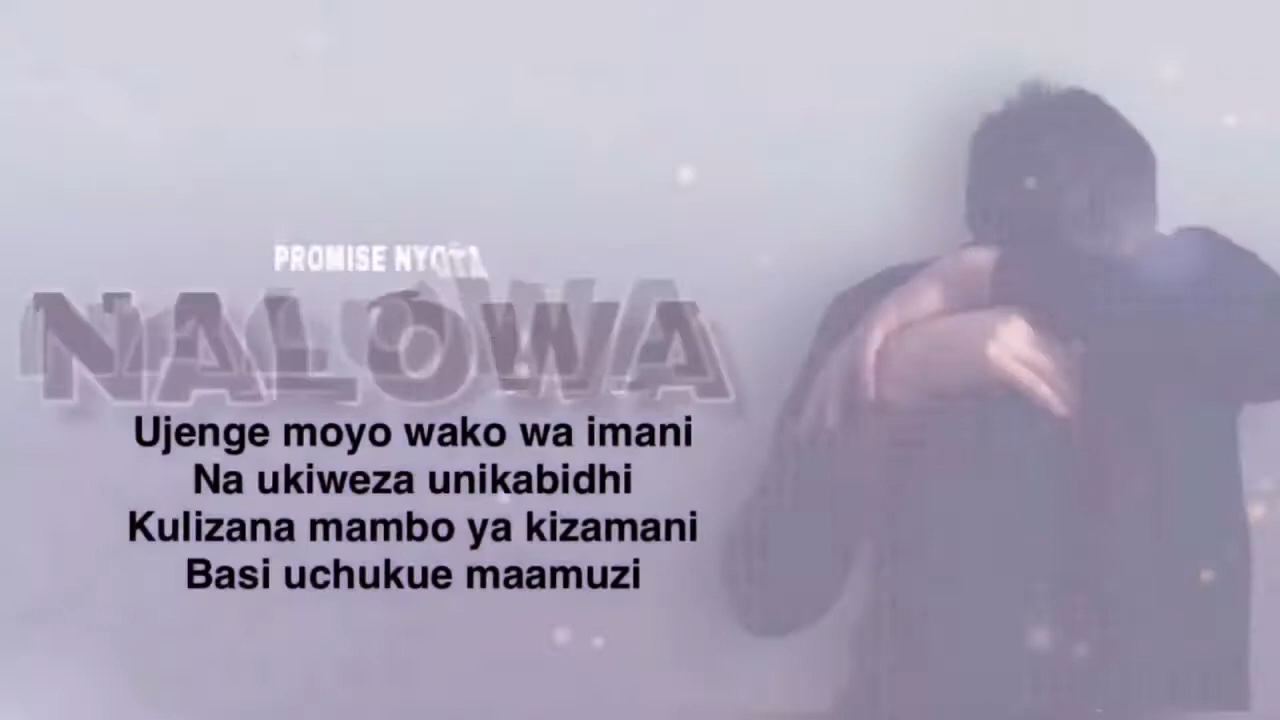 PROMISE NYOTA
NALOWA
Ujenge moyo wako wa imani
Na ukiweza unikabidhi
Kulizana mambo ya kizamani
Basi uchukue maamuzi